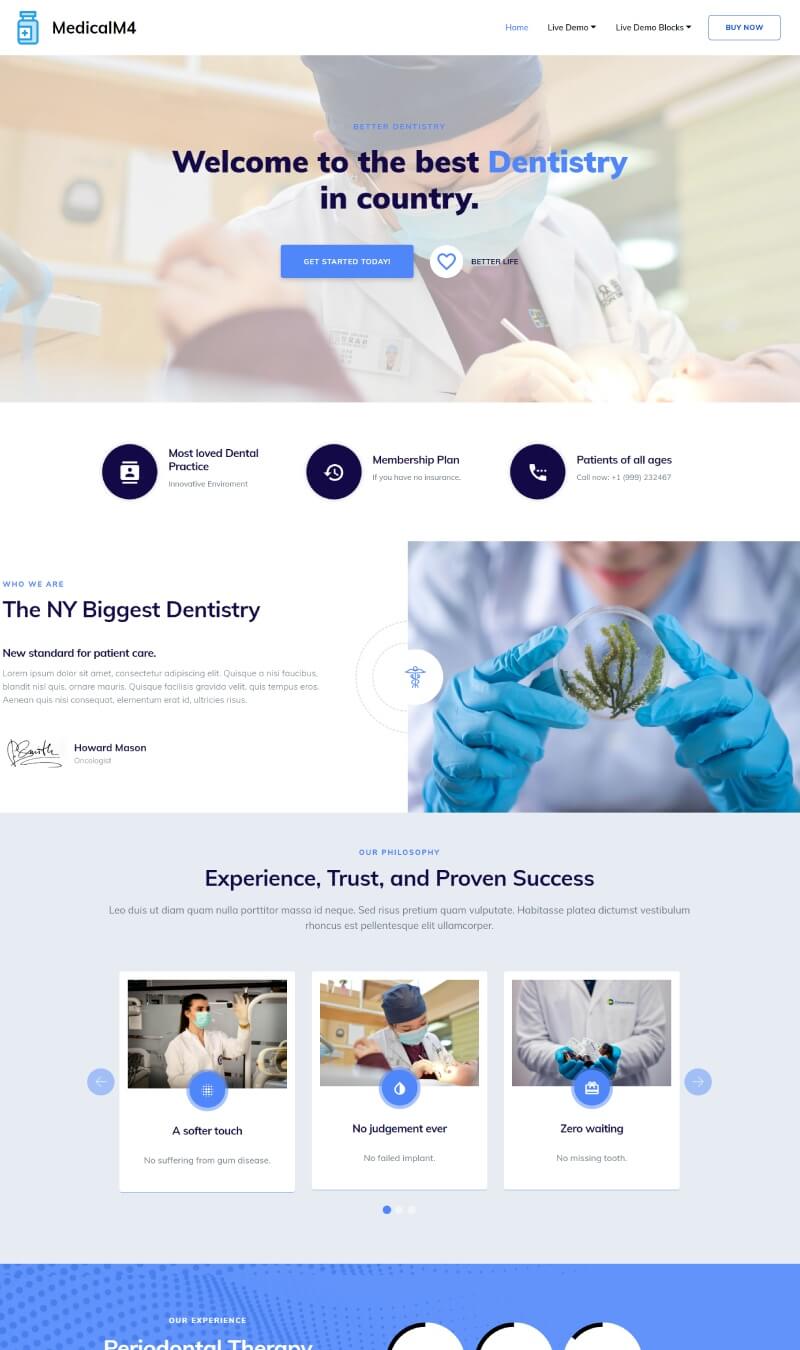 MedicalM4
Home
Live Demo
Live Demo Blocks
BUY NOW
BETTER DENTISTRY
Welcome to the best Dentistry
in country.
GET STARTED TODAY!
BETTER LIFE
Most loved Dental
Practice
Innovative Enviroment
Membership Plan
If you have no insurance.
Patients of all ages
Call now: +1 (999) 232467
WHO WE ARE
The NY Biggest Dentistry
New standard for patient care.
Lorem ipsum dolor sit amet, consectetur adipiscing elit. Quisque a nisi faucibus,
blandit nisl quis, ornare mauris. Quisque facilisis gravida velit, quis tempus eros.
Aenean quis nisi consequat, elementum erat id, ultricies risus.
Howard Mason
Oncologist
OUR PHILOSOPHY
Experience, Trust, and Proven Success
Leo duis ut diam quam nulla porttitor massa id neque. Sed risus pretium quam vulputate. Habitasse platea dictumst vestibulum
rhoncus est pellentesque elit ullamcorper.
A softer touch
No suffering from gum disease.
No judgement ever
No failed implant.
Zero waiting
No missing tooth.
OUR EXPERIENCE
Periodontal Therapy